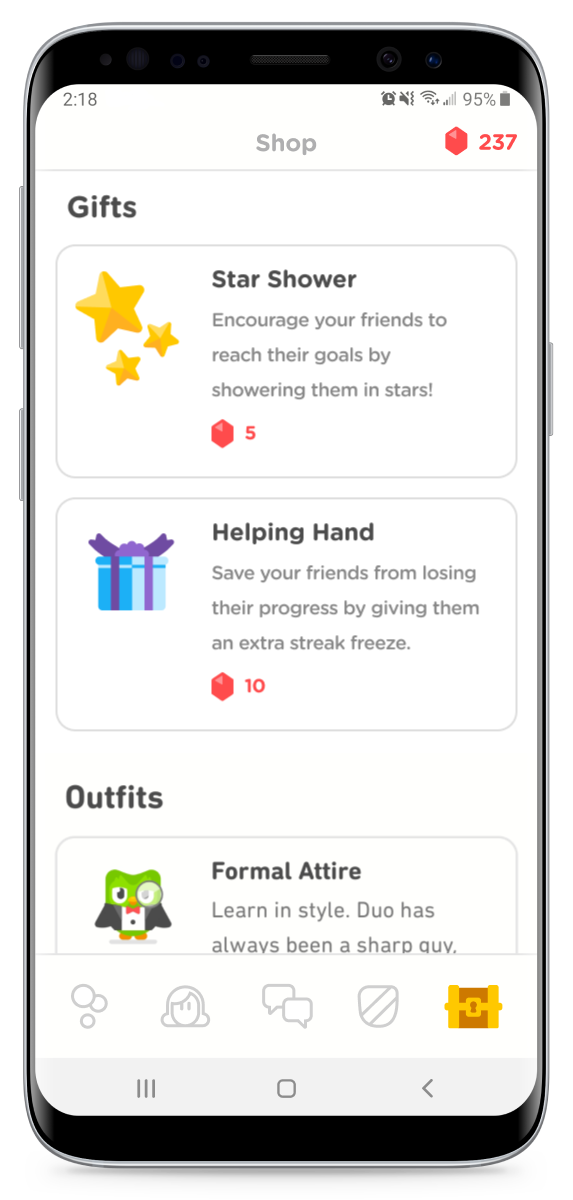 2:18 95%
Shop 237
Gifts
Star Shower
Encourage your friends to
reach their goals by
showering them in stars!
5
Helping Hand
Save your friends from losing
their progress by giving them
an extra streak freeze.
10
Outfits
Formal Attire
Learn in style. Duo has
always been a sharp guy,